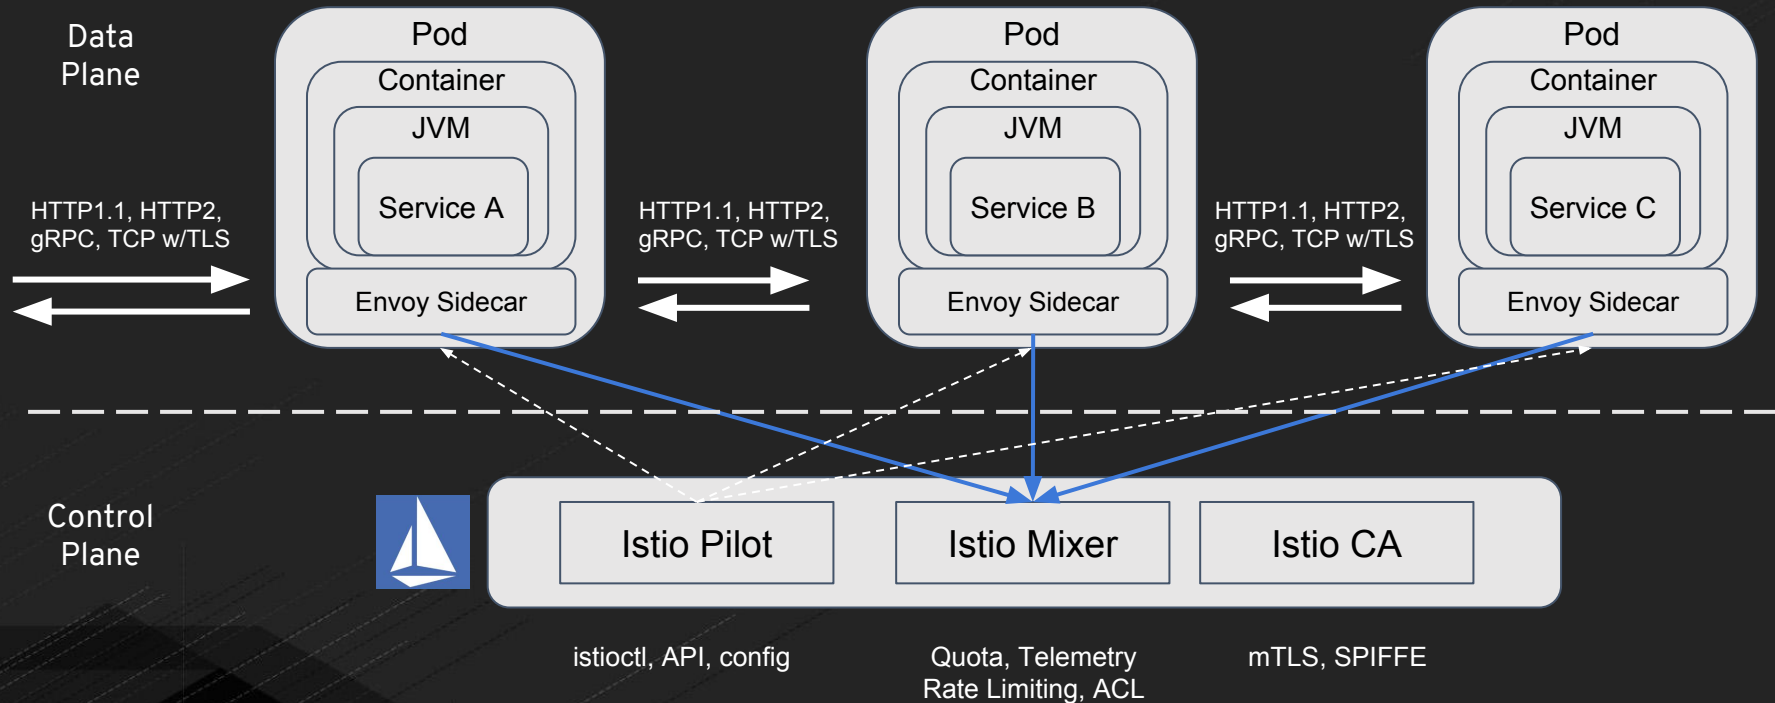 Data
Plane
Pod
Container
JVM
Service A
Envoy Sidecar
Pod
Container
JVM
Service B
Envoy Sidecar
Pod
Container
JVM
Service C
Envoy Sidecar
HTTP1.1, HTTP2,
gRPC, TCP w/TLS
HTTP1.1, HTTP2,
gRPC, TCP w/TLS
HTTP1.1, HTTP2,
gRPC, TCP w/TLS
Control
Plane
Istio Pilot
Istio Mixer
Istio CA
istioctl, API, config
Quota, Telemetry
Rate Limiting, ACL
mTLS, SPIFFE